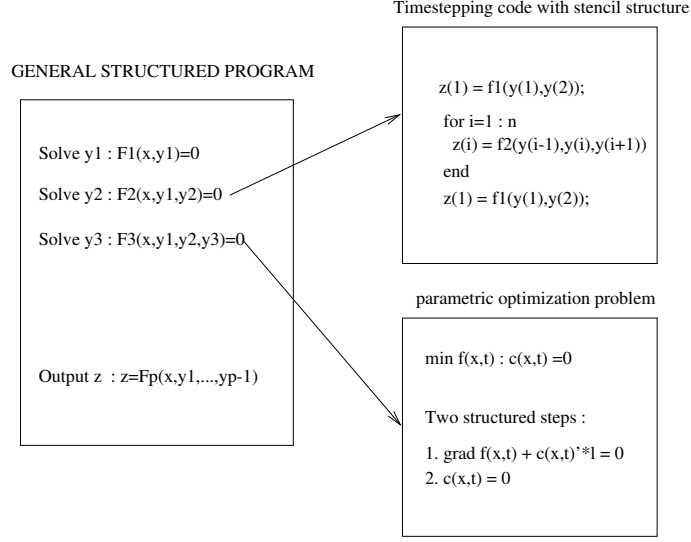 GENERAL STRUCTURED PROGRAM
Solve y1 : F1(x,y1)=0
Solve y2 : F2(x,y1,y2)=0
Solve y3 : F3(x,y1,y2,y3)=0
Output z : z=Fp(x,y1,...,yp-1)
Timestepping code with stencil structure
z(1) = f1(y(1),y(2));
for i=1 : n
z(i) = f2(y(i-1),y(i),y(i+1))
end
z(1) = f1(y(1),y(2));
parametric optimization problem
min f(x,t) : c(x,t) =0
Two structured steps :
1. grad f(x,t) + c(x,t)’*l = 0
2. c(x,t) = 0